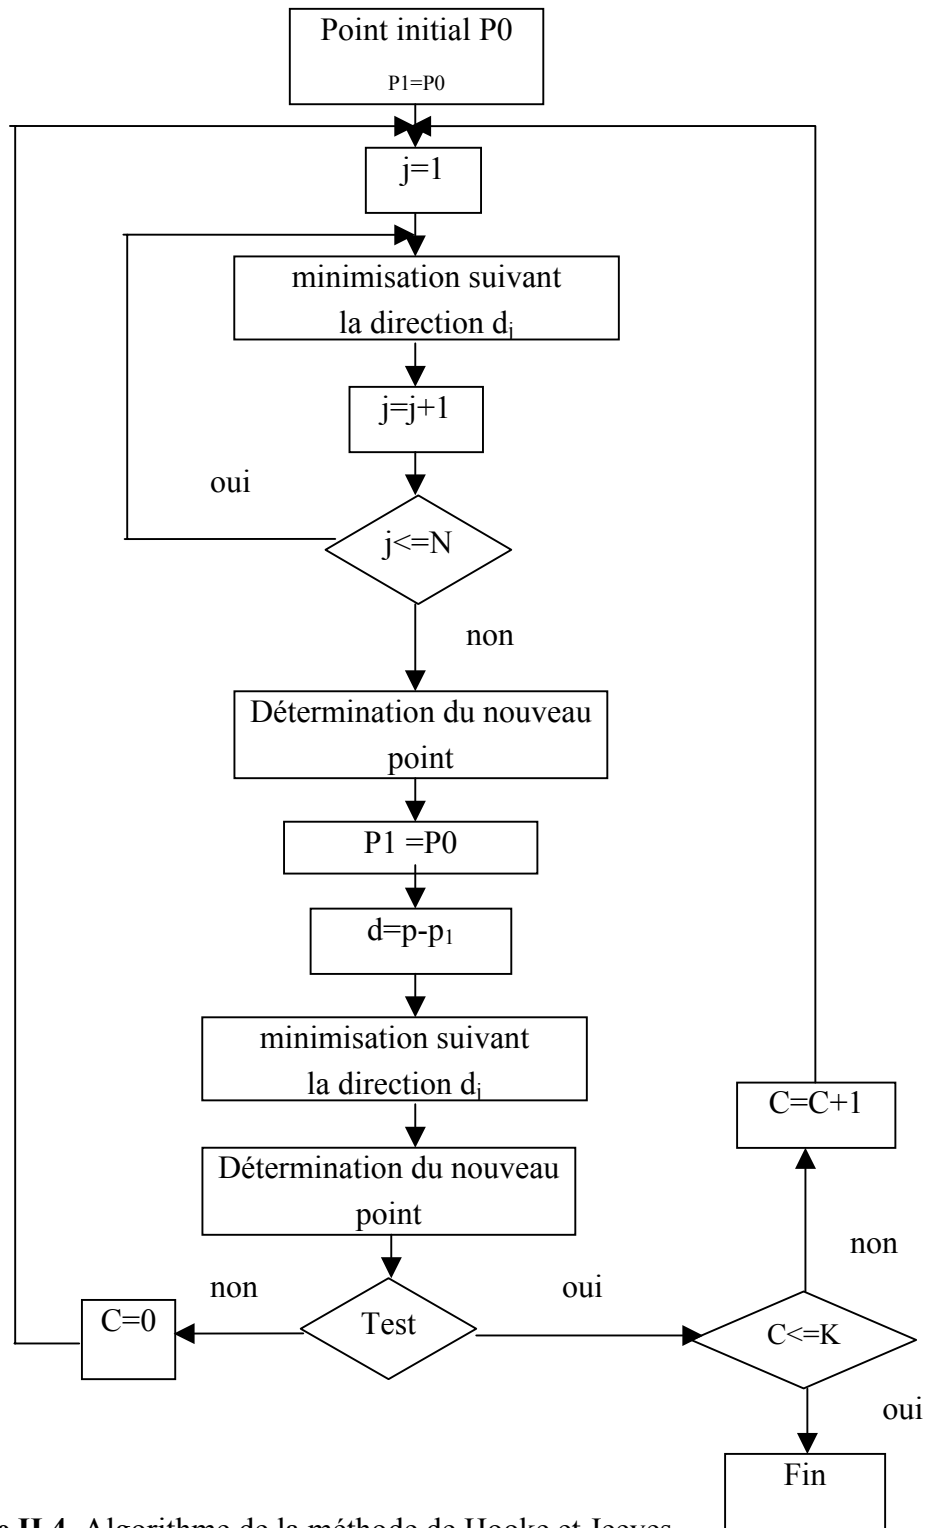 Point initial P0
P1=P0
j=1
minimisation suivant
la direction dj
j=j+1
oui
j<=N
non
Détermination du nouveau
point
P1 =P0
d=p-p1
minimisation suivant
la direction dj
C=C+1
Détermination du nouveau
point
non
non
oui
C=0
Test
C<=K
oui
Fin
II.4. Algorithme de la méthode de Hooke et Jeeves